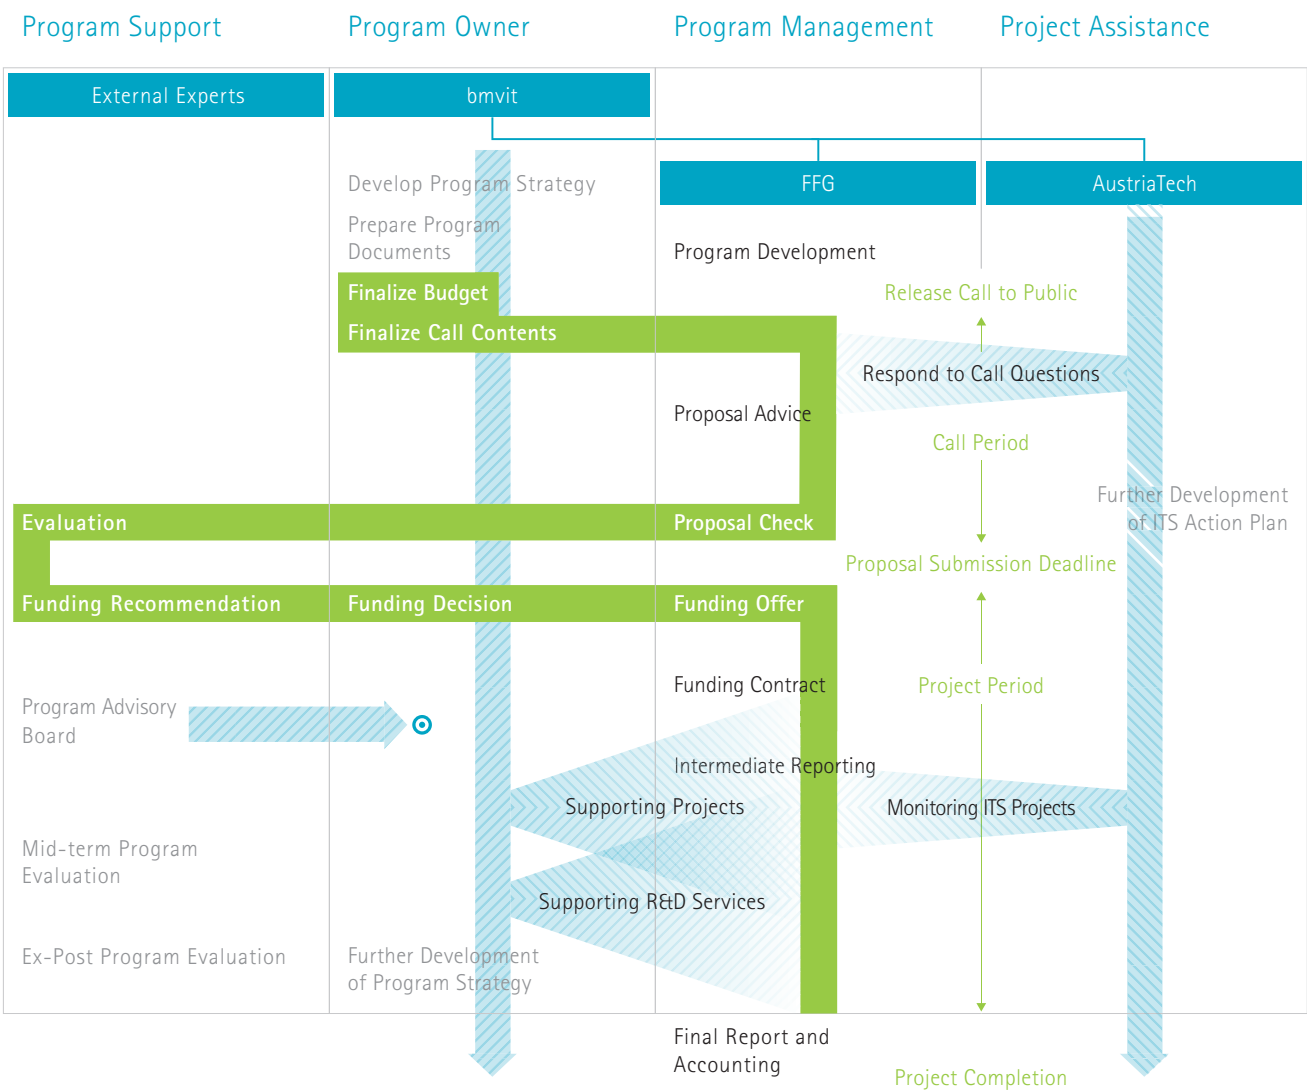 Program Support
Program Owner
Program Management
Project Assistance
External Experts
bmvit
FFG
AustriaTech
Develop Program Strategy
Prepare Program
Documents
Program Development
Finalize Budget
Release Call to Public
Finalize Call Contents
Respond to Call Questions
Proposal Advice
Call Period
Further Development
of ITS Action Plan
Evaluation
Proposal Check
Proposal Submission Deadline
Funding Recommendation
Funding Decision
Funding Offer
Funding Contract
Project Period
Program Advisory
Board
Intermediate Reporting
Supporting Projects
Monitoring ITS Projects
Mid-term Program
Evaluation
Supporting R&D Services
Ex-Post Program Evaluation
Further Development
of Program Strategy
Final Report and
Accounting
Project Completion